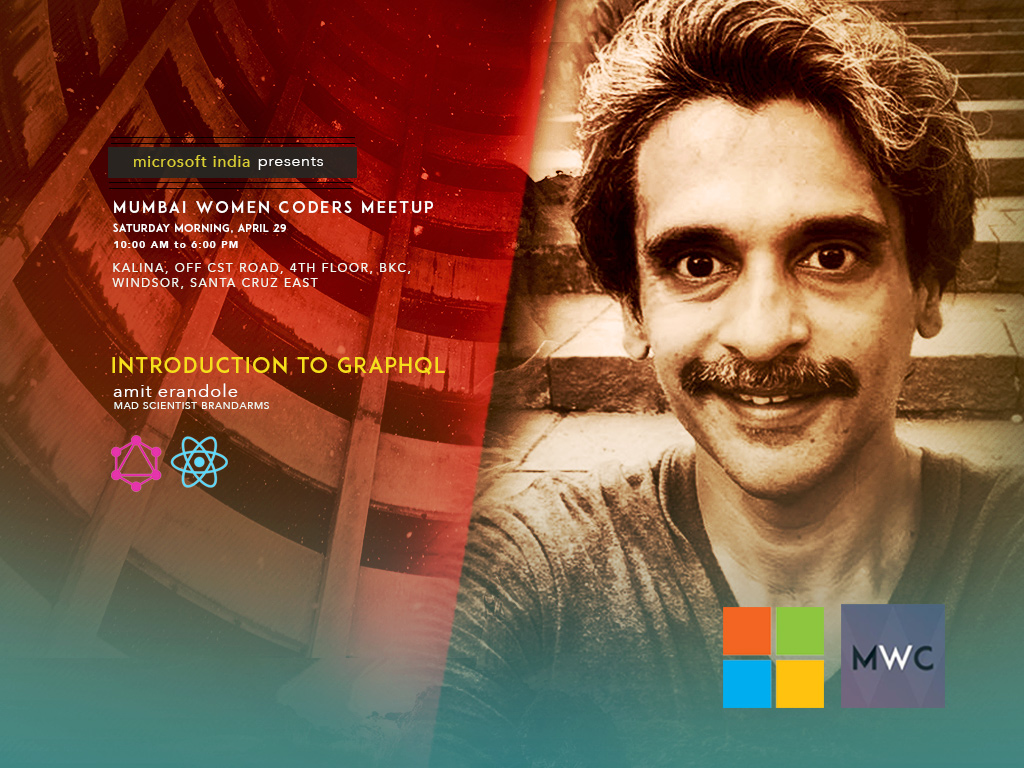 microsoft india presents
MUMBAI WOMEN CODERS MEETUP
SATURDAY MORNING, APRIL 29
10:00 AM to 6:00 PM
KALINA, OFF CST ROAD, 4TH FLOOR, BKC,
WINDSOR, SANTA CRUZ EAST
INTRODUCTION TO GRAPHQL
amit erandole
MAD SCIENTIST BRANDARMS
MWC